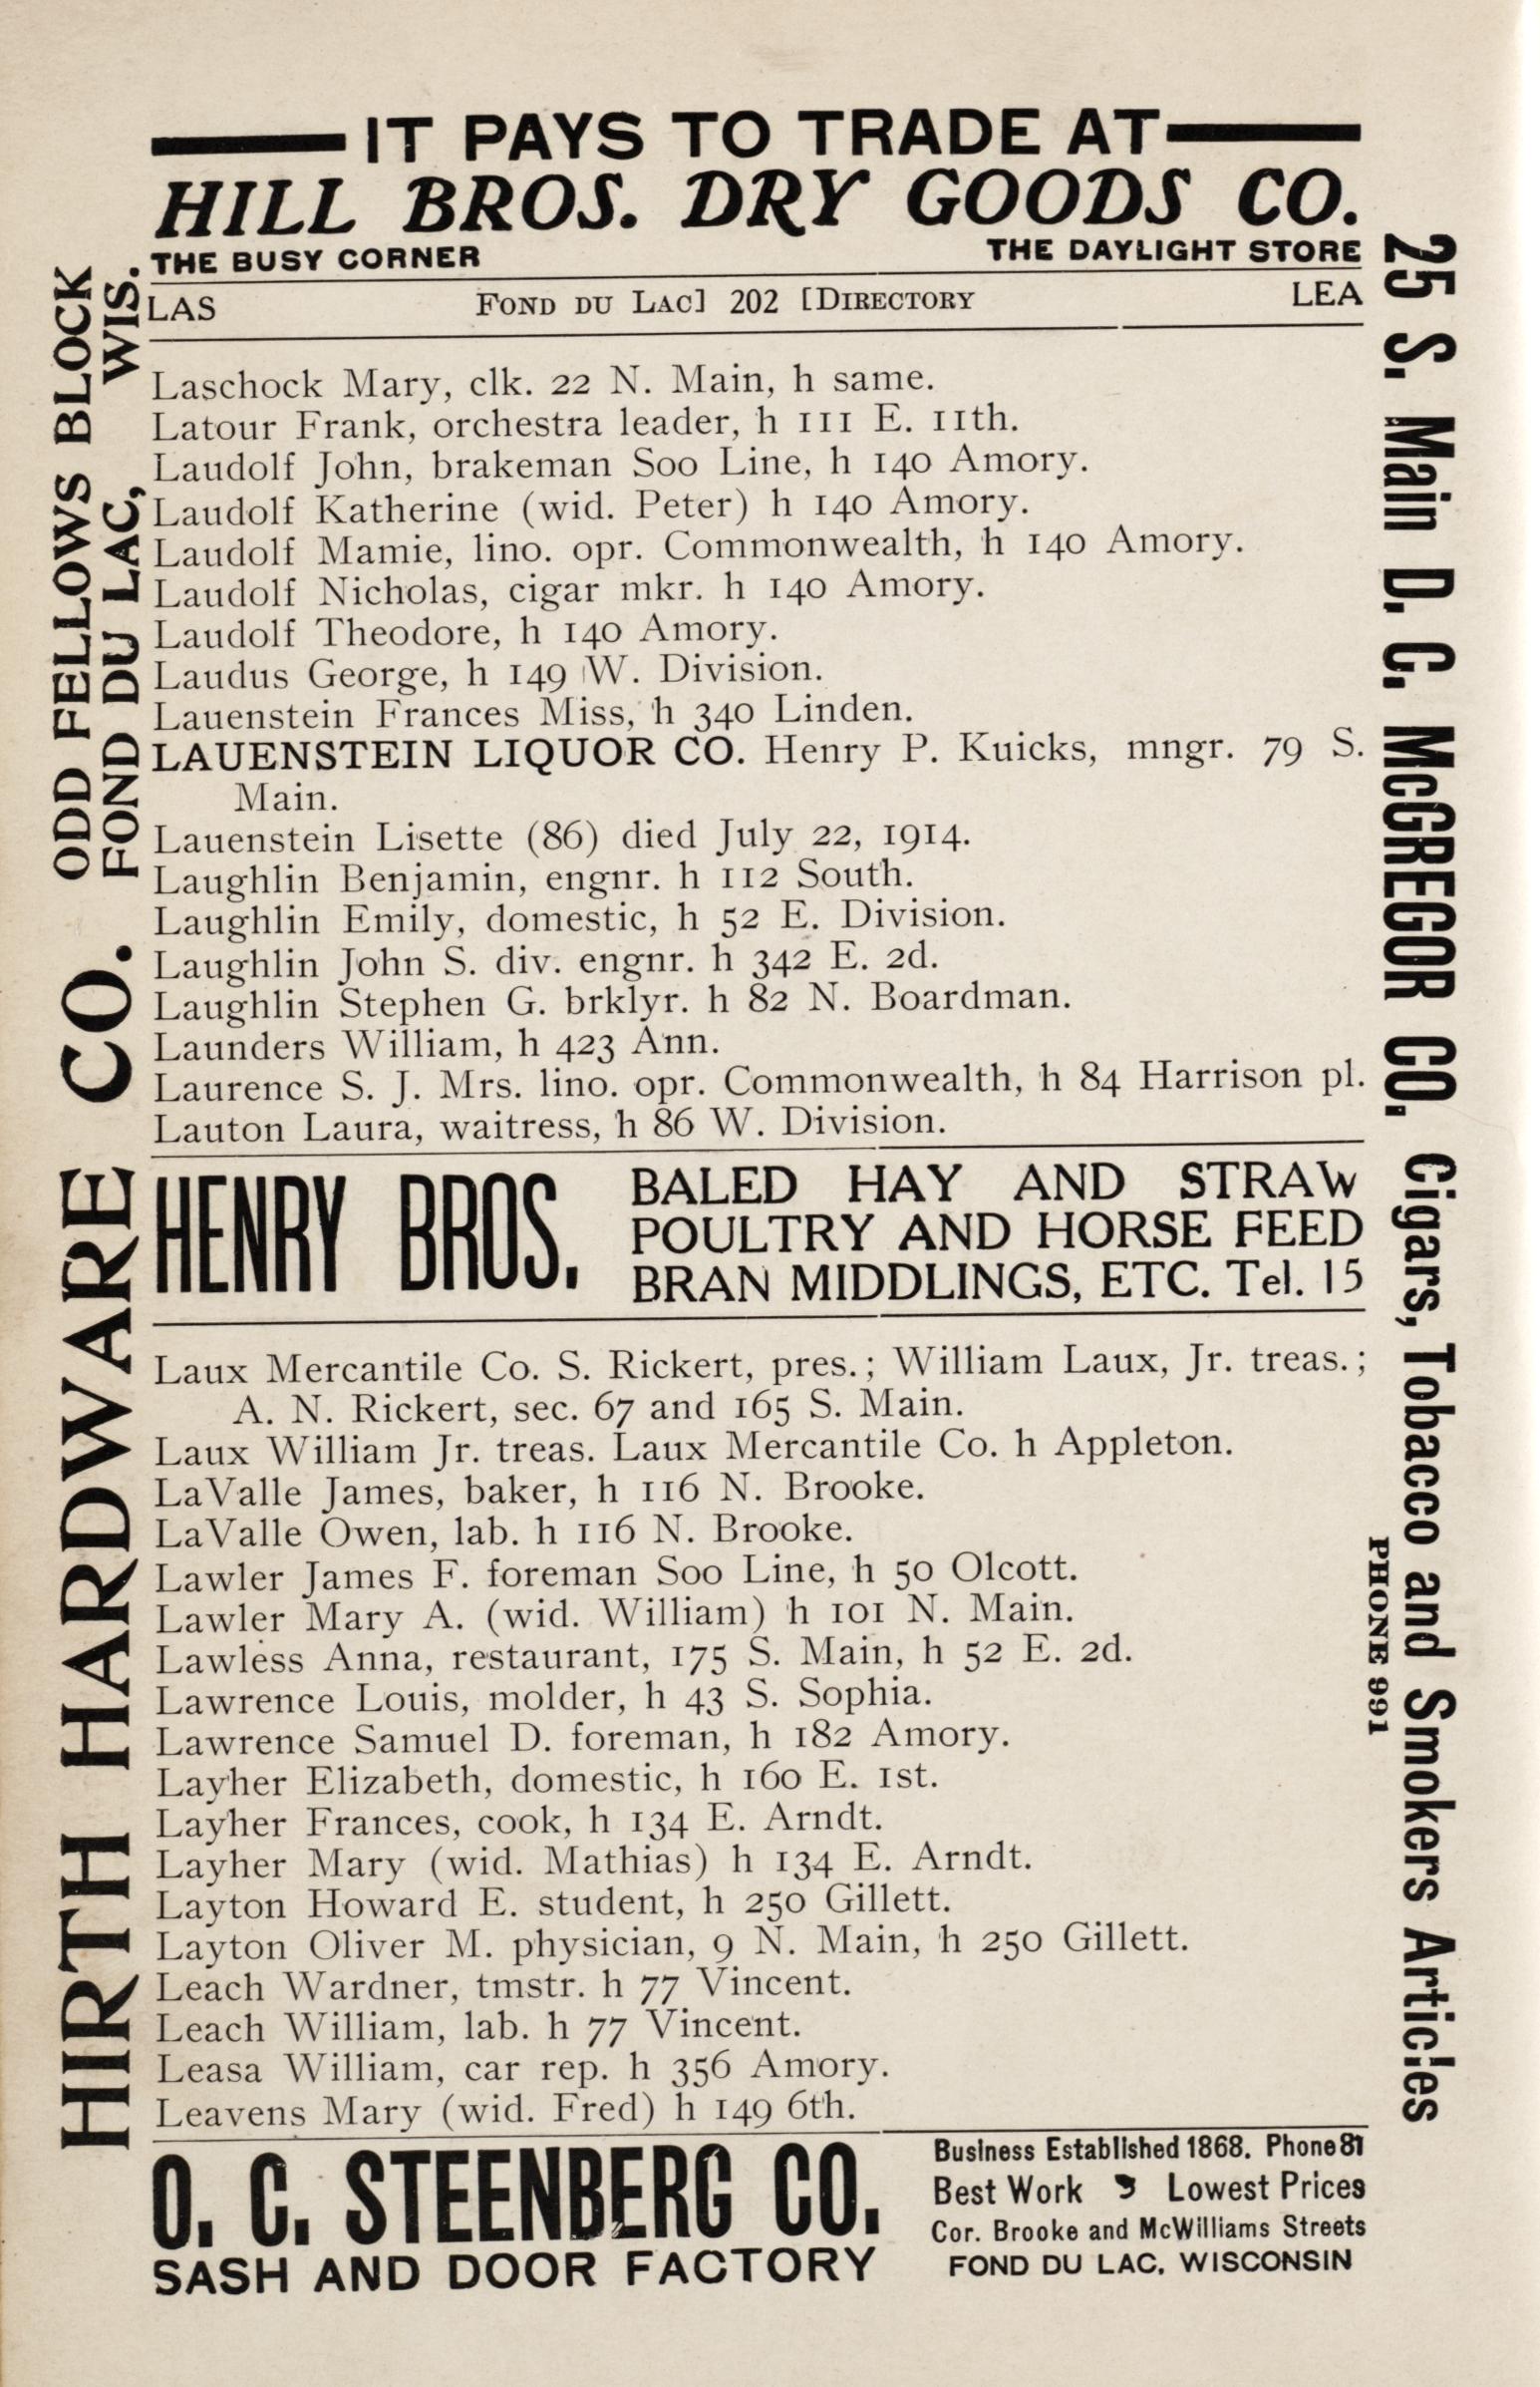 IT PAYS TO TRADE AT
HILL BROS. DRY GOODS CO.
THE BUSY CORNER THE DAYLIGHT STORE
LAS FOND DU LAC] 202 [DIRECTORY LEA
Laschock Mary, clk. 22 N. Main, h same.
Latour Frank, orchestra leader, h 111 E. 11th.
Laudolf John, brakeman Soo Line, h 140 Amory.
Laudolf Katherine (wid. Peter) h 140 Amory.
Laudolf Mamie, lino. opr. Commonwealth, h 140 Amory.
Laudolf Nicholas, cigar mkr. h 140 Amory.
Laudolf Theodore, h 140 Amory.
Laudus George, h 149 W. Division.
Lauenstein Frances Miss, h 340 Linden.
LAUENSTEIN LIQUOR CO. Henry P. Kuicks, mngr. 79 S.
Main.
Lauenstein Lisette (86) died July 22, 1914.
Laughlin Benjamin, engnr. h 112 South.
Laughlin Emily, domestic, h 52 E. Division.
Laughlin John S. div. engnr. h 342 E. 2d.
Laughlin Stephen G. brklyr. h 82 N. Boardman.
Launders William, h 423 Ann.
Laurence S. J. Mrs. lino. opr. Commonwealth, h 84 Harrison pl.
Lauton Laura, waitress, h 86 W. Division.
HENRY BROS.
BALED HAY AND STRAW
POULTRY AND HORSE FEED
BRAN MIDDLINGS, ETC. Tel. 15
Laux Mercantile Co. S. Rickert, pres.; William Laux, Jr. treas.;
A. N. Rickert, sec. 67 and 165 S. Main.
Laux William Jr. treas. Laux Mercantile Co. h Appleton.
LaValle James, baker, h 116 N. Brooke.
LaValle Owen, lab. h 116 N. Brooke.
Lawler James F. foreman Soo Line, h 50 Olcott.
Lawler Mary A. (wid. William) h 101 N. Main.
Lawless Anna, restaurant, 175 S. Main, h 52 E. 2d.
Lawrence Louis, molder, h 43 S. Sophia.
Lawrence Samuel D. foreman, h 182 Amory.
Layher Elizabeth, domestic, h 160 E. 1st.
Layher Frances, cook, h 134 E. Arndt.
Layher Mary (wid. Mathias) h 134 E. Arndt.
Layton Howard E. student, h 250 Gillett.
Layton Oliver M. physician, 9 N. Main, h 250 Gillett.
Leach Wardner, tmstr. h 77 Vincent.
Leach William, lab. h 77 Vincent.
Leasa William, car rep. h 356 Amory.
Leavens Mary (wid. Fred) h 149 6th.
O. C. STEENBERG CO.
SASH AND DOOR FACTORY
Business Established 1868. Phone 81
Best Work Lowest Prices
Cor. Brooke and McWilliams Streets
FOND DU LAC, WISCONSIN
HIRTH HARDWARE CO.
ODD FELLOWS BLOCK
FOND DU LAC, WIS.
25 S. Main D. C. McGREGOR CO. Cigars, Tobacco and Smokers Articles
PHONE 991